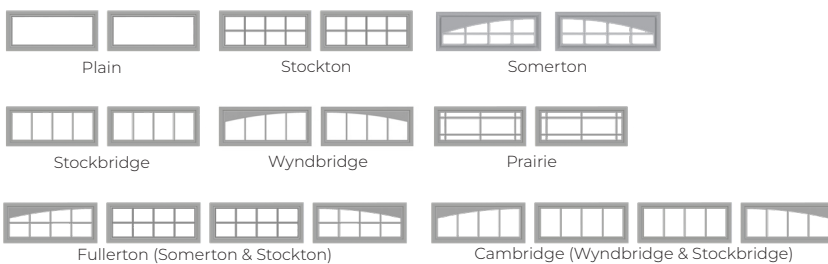 Plain
Stockton
Somerton
Stockbridge
Wyndbridge
Prairie
Fullerton (Somerton & Stockton)
Cambridge (Wyndbridge & Stockbridge)